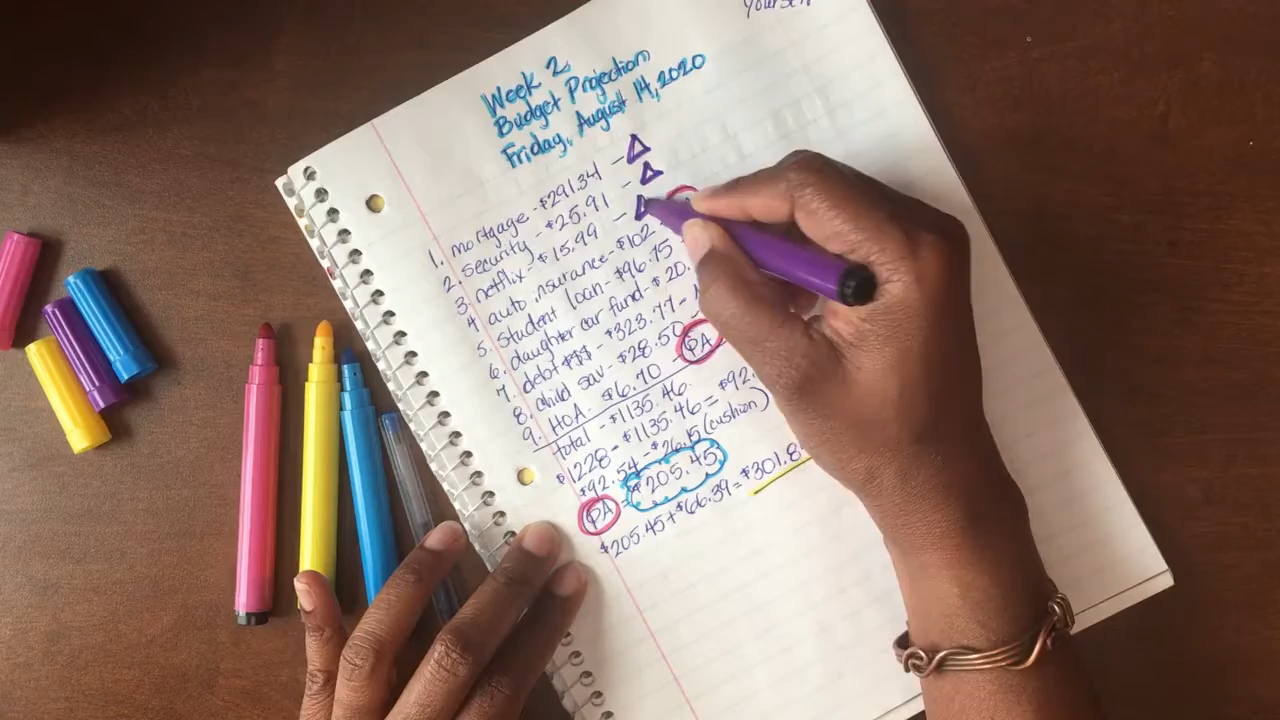 Yourself
Week 2
Budget Projection
Friday, August 14, 2020
1. mortgage - $291.34 -
2. security - $25.91 -
3. netflix - $15.99 -
4. auto insurance - $102
5. student loan - $96.75
6. daughter car fund - $20.
7. debt $$$ - $323.77 -
8. child sav - $28.50
9. HOA - $6.70 PA
total - $1135.46
$1228 - $1135.46 = $92.
$92.54 - $26.15 (cushion)
PA = $205.45
$205.45 + $66.39 = $301.8